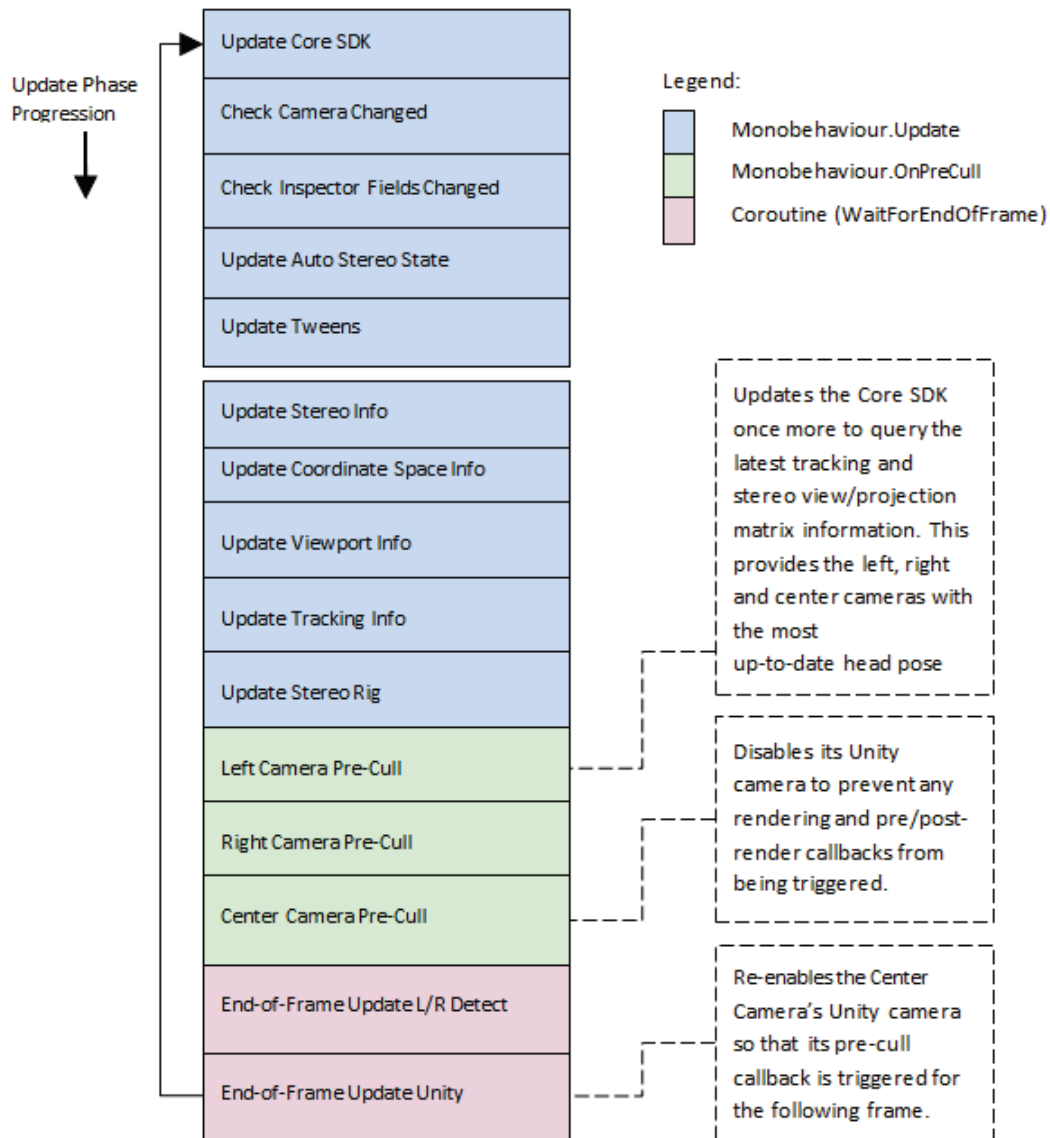 Update Phase
Progression
Update Core SDK
Check Camera Changed
Check Inspector Fields Changed
Update Auto Stereo State
Update Tweens
Update Stereo Info
Update Coordinate Space Info
Update Viewport Info
Update Tracking Info
Update Stereo Rig
Left Camera Pre-Cull
Right Camera Pre-Cull
Center Camera Pre-Cull
End-of-Frame Update L/R Detect
End-of-Frame Update Unity
Legend:
Monobehaviour.Update
Monobehaviour.OnPreCull
Coroutine (WaitForEndOfFrame)
Updates the Core SDK
once more to query the
latest tracking and
stereo view/projection
matrix information. This
provides the left, right
and center cameras with
the most
up-to-date head pose
Disables its Unity
camera to prevent any
rendering and pre/post-
render callbacks from
being triggered.
Re-enables the Center
Camera's Unity camera
so that its pre-cull
callback is triggered for
the following frame.